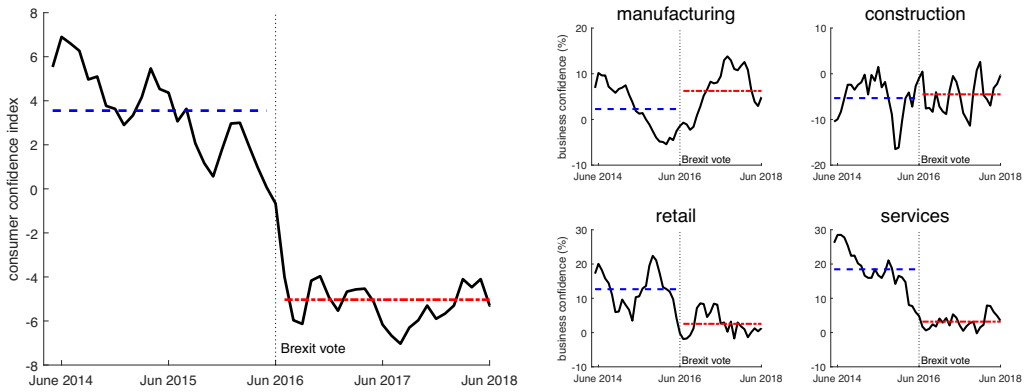 consumer confidence index
8
6
4
2
0
-2
-4
-6
-8
Brexit vote
June 2014 Jun 2015 Jun 2016 Jun 2017 Jun 2018
manufacturing
business confidence (%)
20
10
0
-10
Brexit vote
June 2014 Jun 2016 Jun 2018
construction
10
0
-10
-20
Brexit vote
June 2014 Jun 2016 Jun 2018
retail
business confidence (%)
30
20
10
0
-10
Brexit vote
June 2014 Jun 2016 Jun 2018
services
30
20
10
0
-10
Brexit vote
June 2014 Jun 2016 Jun 2018